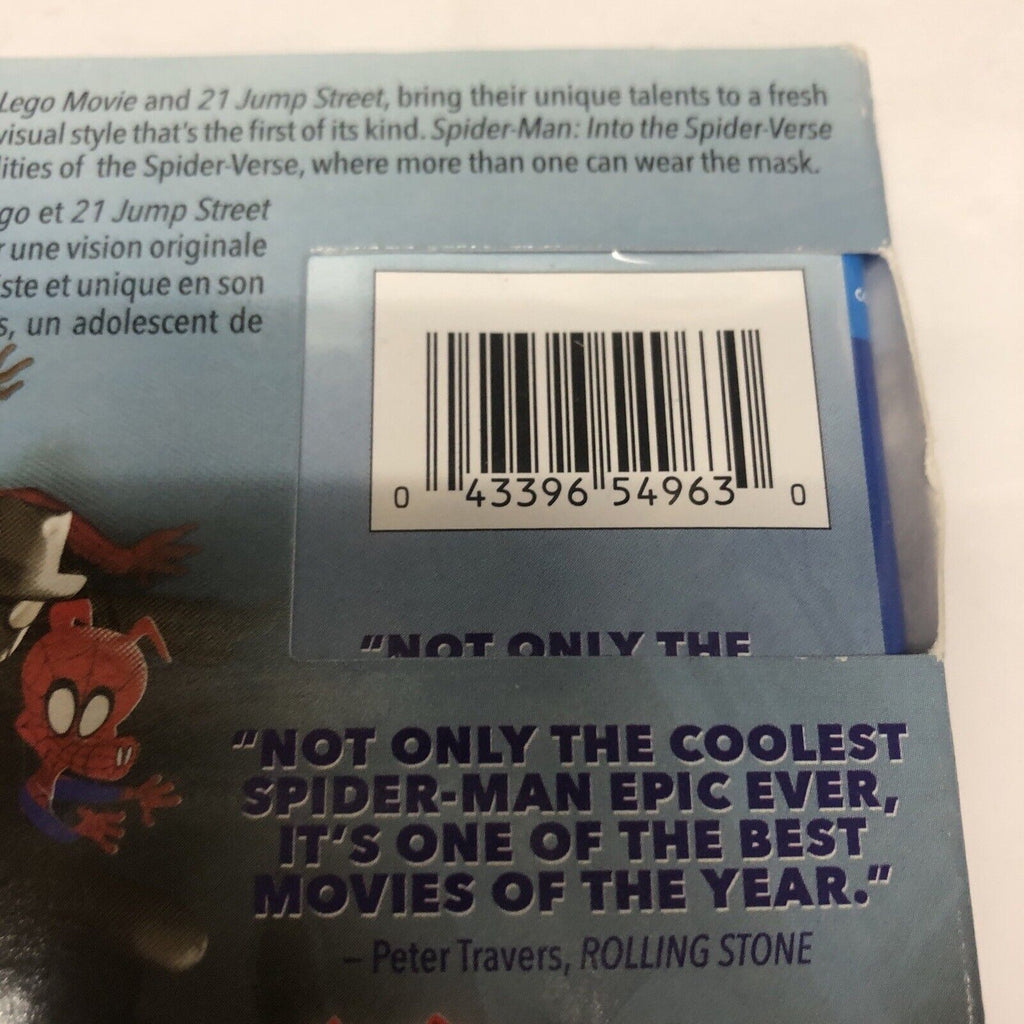 Lego Movie and 21 Jump Street, bring their unique talents to a fresh
visual style that's the first of its kind. Spider-Man: Into the Spider-Verse
of the Spider-Verse, where more than one can wear the mask.
et 21 Jump Street
une vision originale
et unique en son
un adolescent de
0 43396 54963 0
"NOT ONLY THE
"NOT ONLY THE COOLEST
SPIDER-MAN EPIC EVER,
IT'S ONE OF THE BEST
MOVIES OF THE YEAR."
– Peter Travers, ROLLING STONE